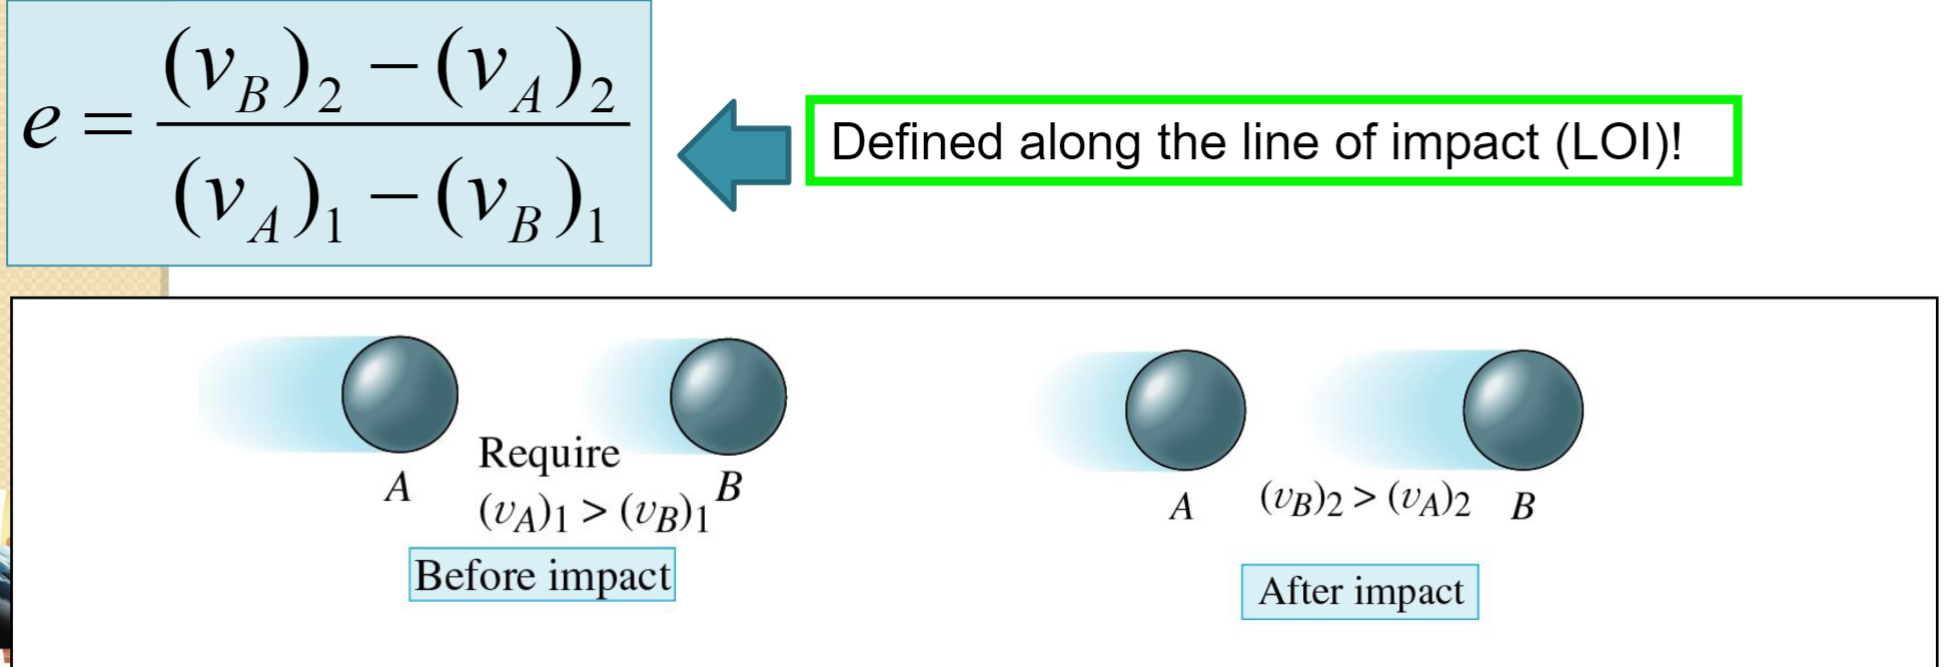 e = \frac{(v_B)_2 - (v_A)_2}{(v_A)_1 - (v_B)_1}
Defined along the line of impact (LOI)!
Require
(v_A)_1 > (v_B)_1
A
B
Before impact
(v_B)_2 > (v_A)_2
A
B
After impact